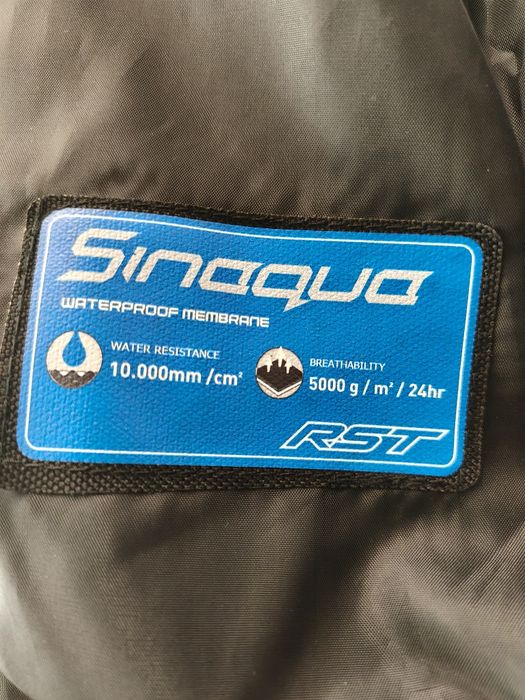 Sinaqua
WATERPROOF MEMBRANE
WATER RESISTANCE
10.000mm /cm²
BREATHABILITY
5000 g / m² / 24hr
RST